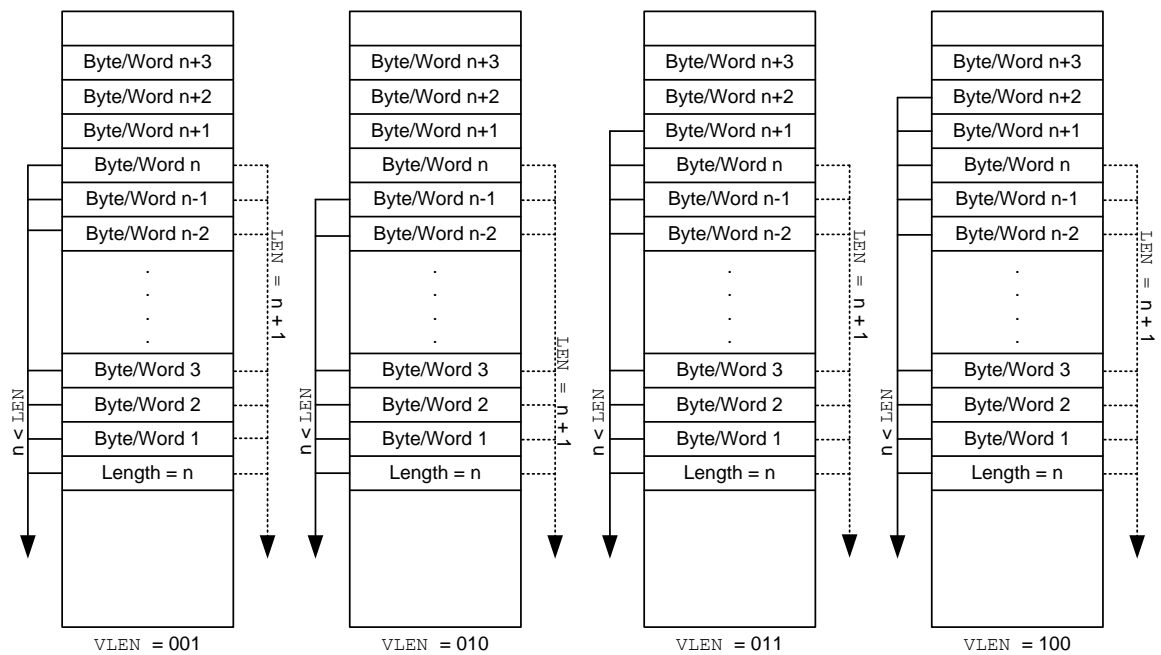 Byte/Word n+3
Byte/Word n+2
Byte/Word n+1
Byte/Word n
Byte/Word n-1
Byte/Word n-2
.
.
.
.
Byte/Word 3
Byte/Word 2
Byte/Word 1
Length = n
LEN > n
LEN = n + 1
VLEN = 001
Byte/Word n+3
Byte/Word n+2
Byte/Word n+1
Byte/Word n
Byte/Word n-1
Byte/Word n-2
.
.
.
.
Byte/Word 3
Byte/Word 2
Byte/Word 1
Length = n
LEN > n
LEN = n + 1
VLEN = 010
Byte/Word n+3
Byte/Word n+2
Byte/Word n+1
Byte/Word n
Byte/Word n-1
Byte/Word n-2
.
.
.
.
Byte/Word 3
Byte/Word 2
Byte/Word 1
Length = n
LEN > n
LEN = n + 1
VLEN = 011
Byte/Word n+3
Byte/Word n+2
Byte/Word n+1
Byte/Word n
Byte/Word n-1
Byte/Word n-2
.
.
.
.
Byte/Word 3
Byte/Word 2
Byte/Word 1
Length = n
LEN > n
LEN = n + 1
VLEN = 100